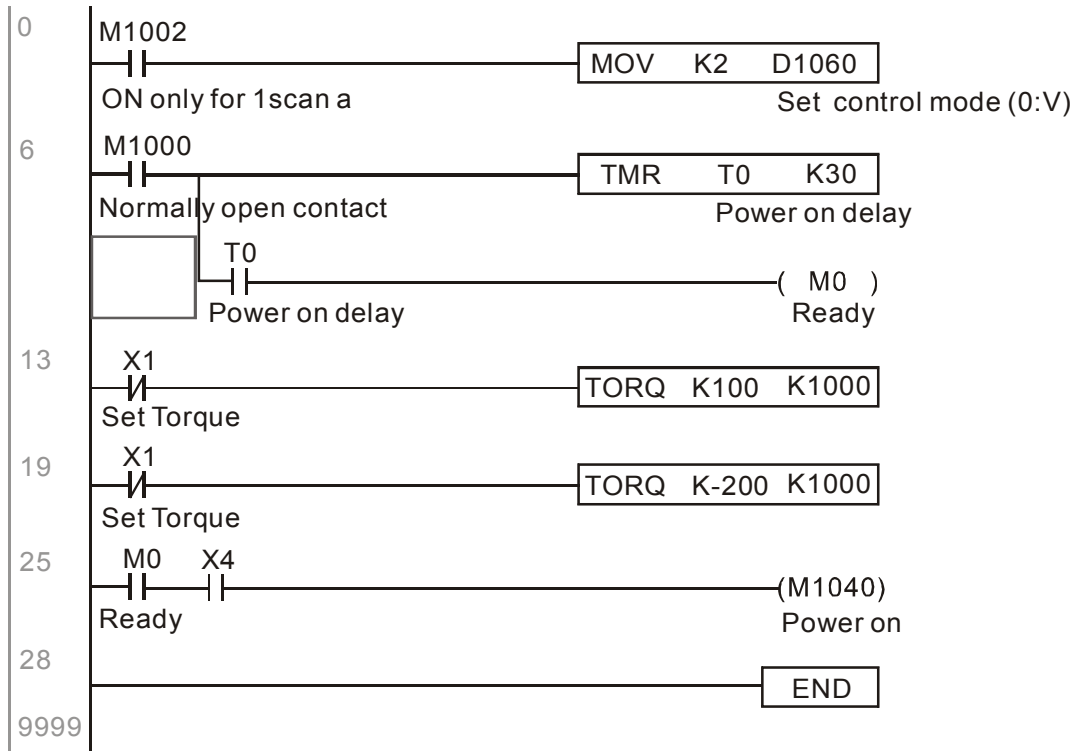 0
M1002
MOV K2 D1060
ON only for 1scan a
Set control mode (0:V)
6
M1000
TMR T0 K30
Normally open contact
Power on delay
T0
( M0 )
Power on delay
Ready
13
X1
TORQ K100 K1000
Set Torque
19
X1
TORQ K-200 K1000
Set Torque
25
M0 X4
(M1040)
Ready
Power on
28
END
9999